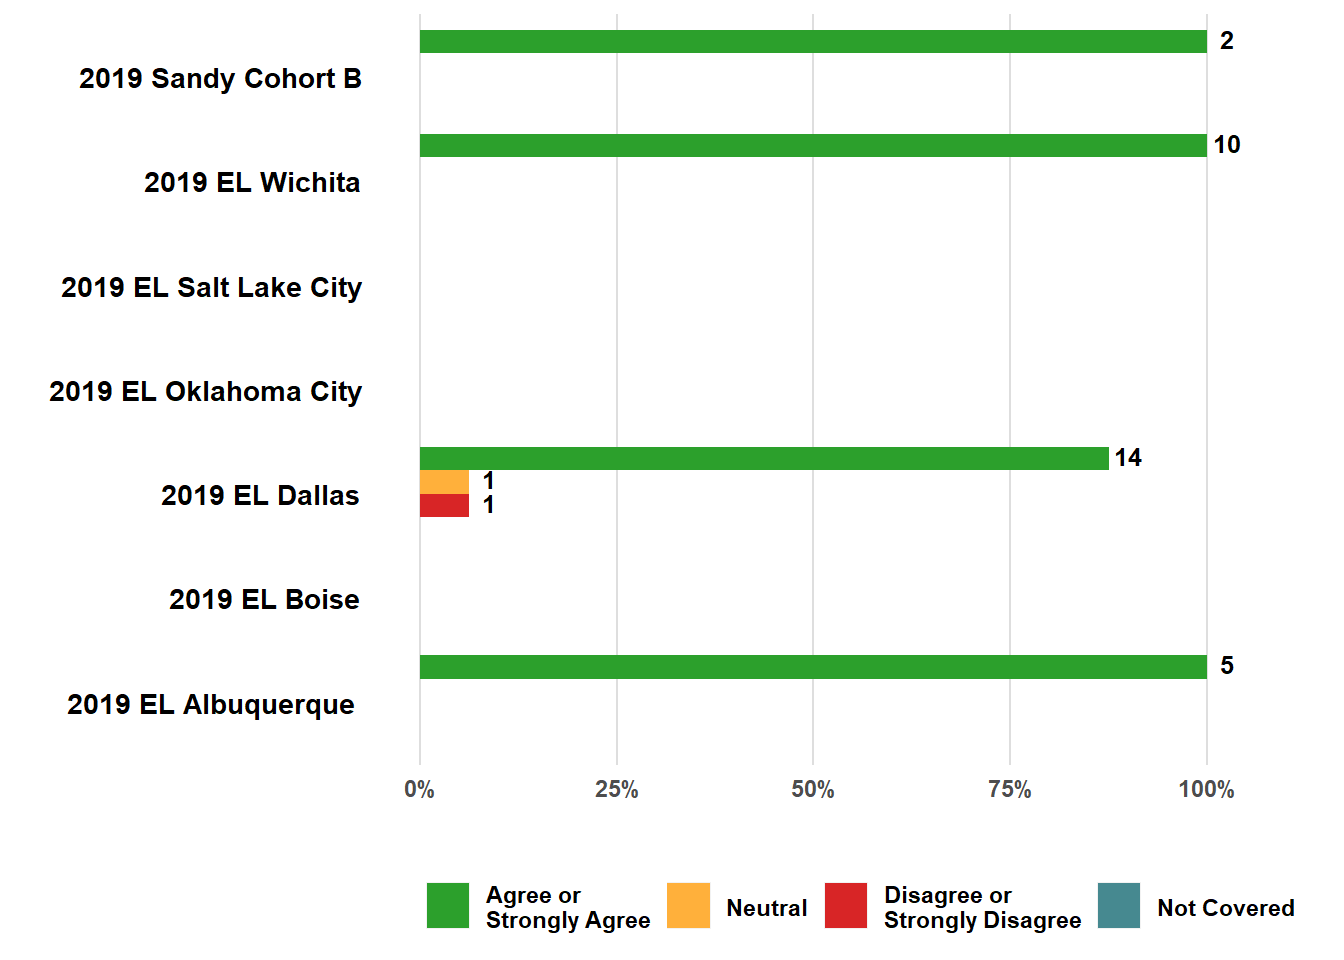 2
2019 Sandy Cohort B
10
2019 EL Wichita
2019 EL Salt Lake City
2019 EL Oklahoma City
14
1
2019 EL Dallas
1
2019 EL Boise
5
2019 EL Albuquerque
0% 25% 50% 75% 100%
Agree or
Strongly Agree
Neutral
Disagree or
Strongly Disagree
Not Covered